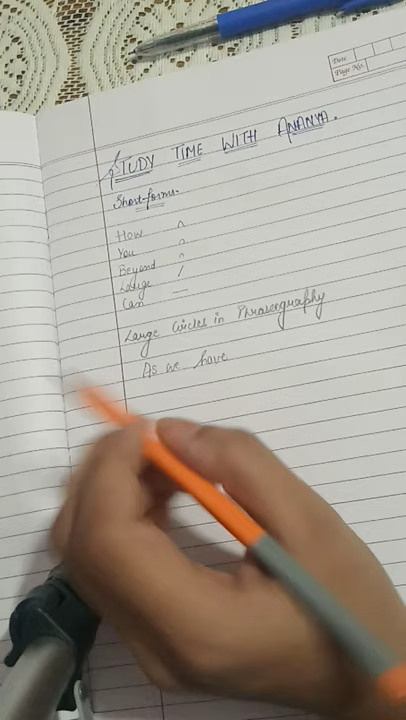 Date
Page No.
STUDY TIME WITH ANANYA.
Short-forms-
How
You
Beyond
Large
Can
Large Circles in Phraseography
As we have